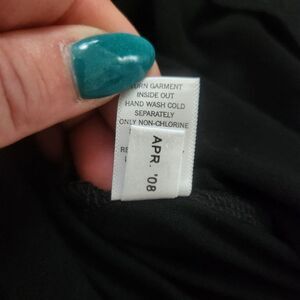 TURN GARMENT
INSIDE OUT
HAND WASH COLD
SEPARATELY
ONLY NON-CHLORINE
APR. '08